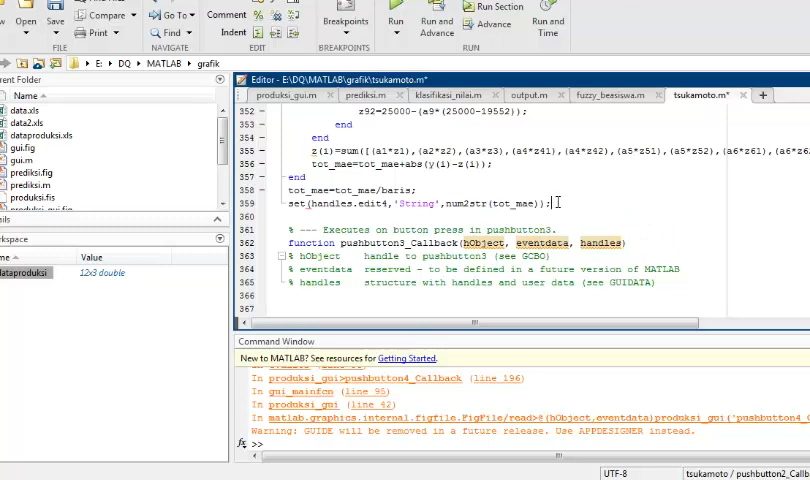 Open Save Compare Print Go To Find Comment Indent Breakpoints Run Run and Advance Run Section Advance Run and Time
FILE NAVIGATE EDIT BREAKPOINTS RUN
E: DQ MATLAB grafik
Current Folder
Name
data.xls
data2.xls
dataproduksi.xls
gui.fig
gui.m
prediksi.fig
prediksi.m
produksi.fis
Details
Workspace
Name Value
dataproduksi 12x3 double
Editor - E:\DQ\MATLAB\grafik\tsukamoto.m*
produksi_gui.m prediksi.m klasifikasi_nilai.m output.m fuzzy_beasiswa.m tsukamoto.m*
352 z92=25000-(a9*(25000-19552));
353 end
354 end
355 z(i)=sum([(a1*z1),(a2*z2),(a3*z3),(a4*z41),(a4*z42),(a5*z51),(a5*z52),(a6*z61),(a6
356 tot_mae=tot_mae+abs(y(i)-z(i));
357 end
358 tot_mae=tot_mae/baris;
359 set(handles.edit4,'String',num2str(tot_mae));
360
361 % --- Executes on button press in pushbutton3.
362 function pushbutton3_Callback(hObject, eventdata, handles)
363 % hObject handle to pushbutton3 (see GCBO)
364 % eventdata reserved - to be defined in a future version of MATLAB
365 % handles structure with handles and user data (see GUIDATA)
366
367
Command Window
New to MATLAB? See resources for Getting Started.
In produksi_gui>pushbutton4_Callback (line 196)
In gui_mainfcn (line 95)
In produksi_gui (line 42)
In matlab.graphics.internal.figfile.FigFile/read>@(hObject,eventdata)produksi_gui('pushbutton4_
Warning: GUIDE will be removed in a future release. Use APPDESIGNER instead.
fx >>
UTF-8 tsukamoto / pushbutton2_Callb